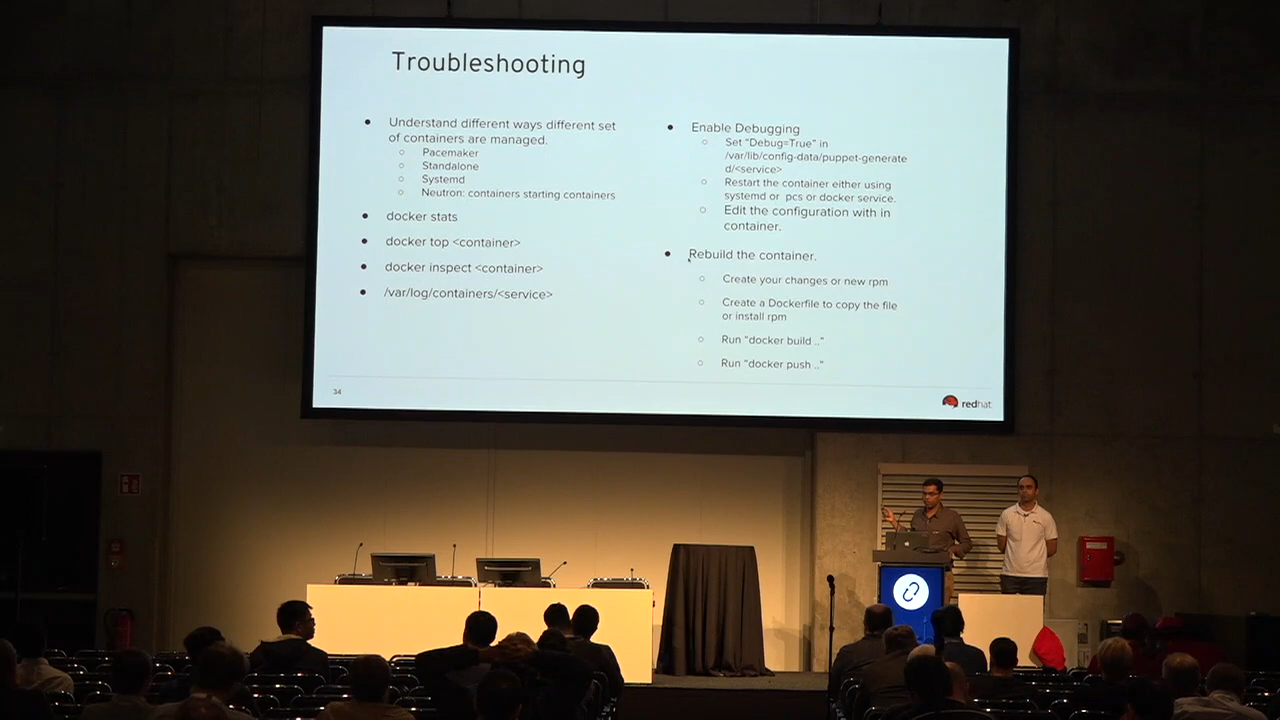 Troubleshooting
● Understand different ways different set
of containers are managed.
○ Pacemaker
○ Standalone
○ Systemd
○ Neutron: containers starting containers
● docker stats
● docker top <container>
● docker inspect <container>
● /var/log/containers/<service>
● Enable Debugging
○ Set "Debug=True" in
/var/lib/config-data/puppet-generate
d/<service>
○ Restart the container either using
systemd or pcs or docker service.
○ Edit the configuration with in
container.
● Rebuild the container.
○ Create your changes or new rpm
○ Create a Dockerfile to copy the file
or install rpm
○ Run "docker build .."
○ Run "docker push .."
34
redhat